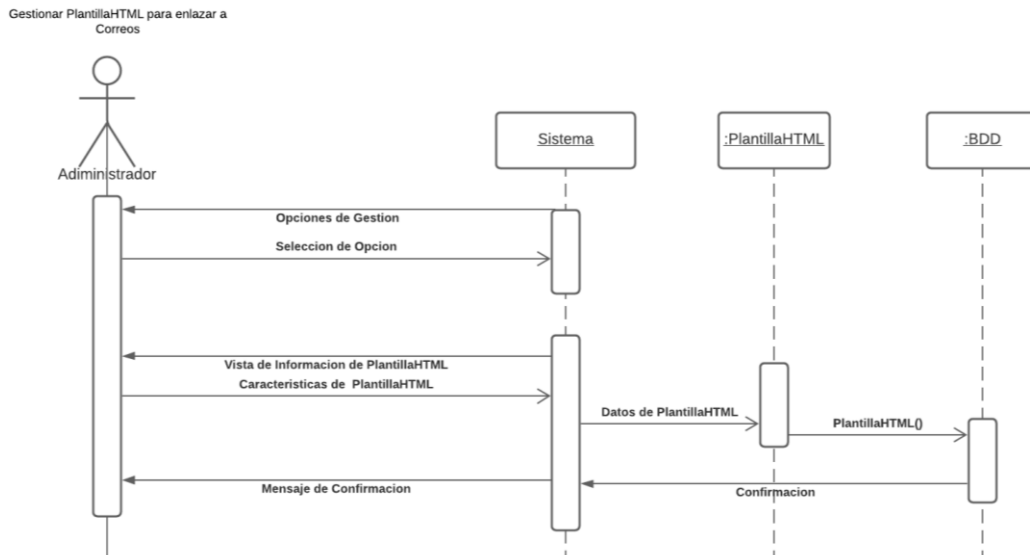 Gestionar PlantillaHTML para enlazar a
Correos
Adiministrador
Sistema
:PlantillaHTML
:BDD
Opciones de Gestion
Seleccion de Opcion
Vista de Informacion de PlantillaHTML
Caracteristicas de PlantillaHTML
Datos de PlantillaHTML
PlantillaHTML()
Mensaje de Confirmacion
Confirmacion